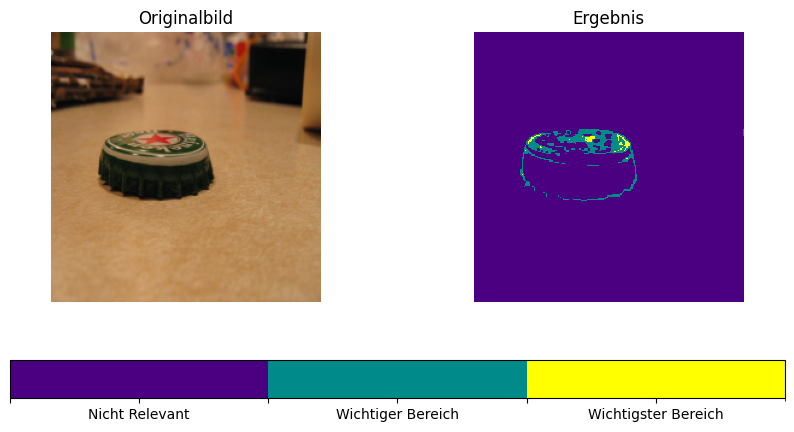 Originalbild
Ergebnis
Nicht Relevant
Wichtiger Bereich
Wichtigster Bereich